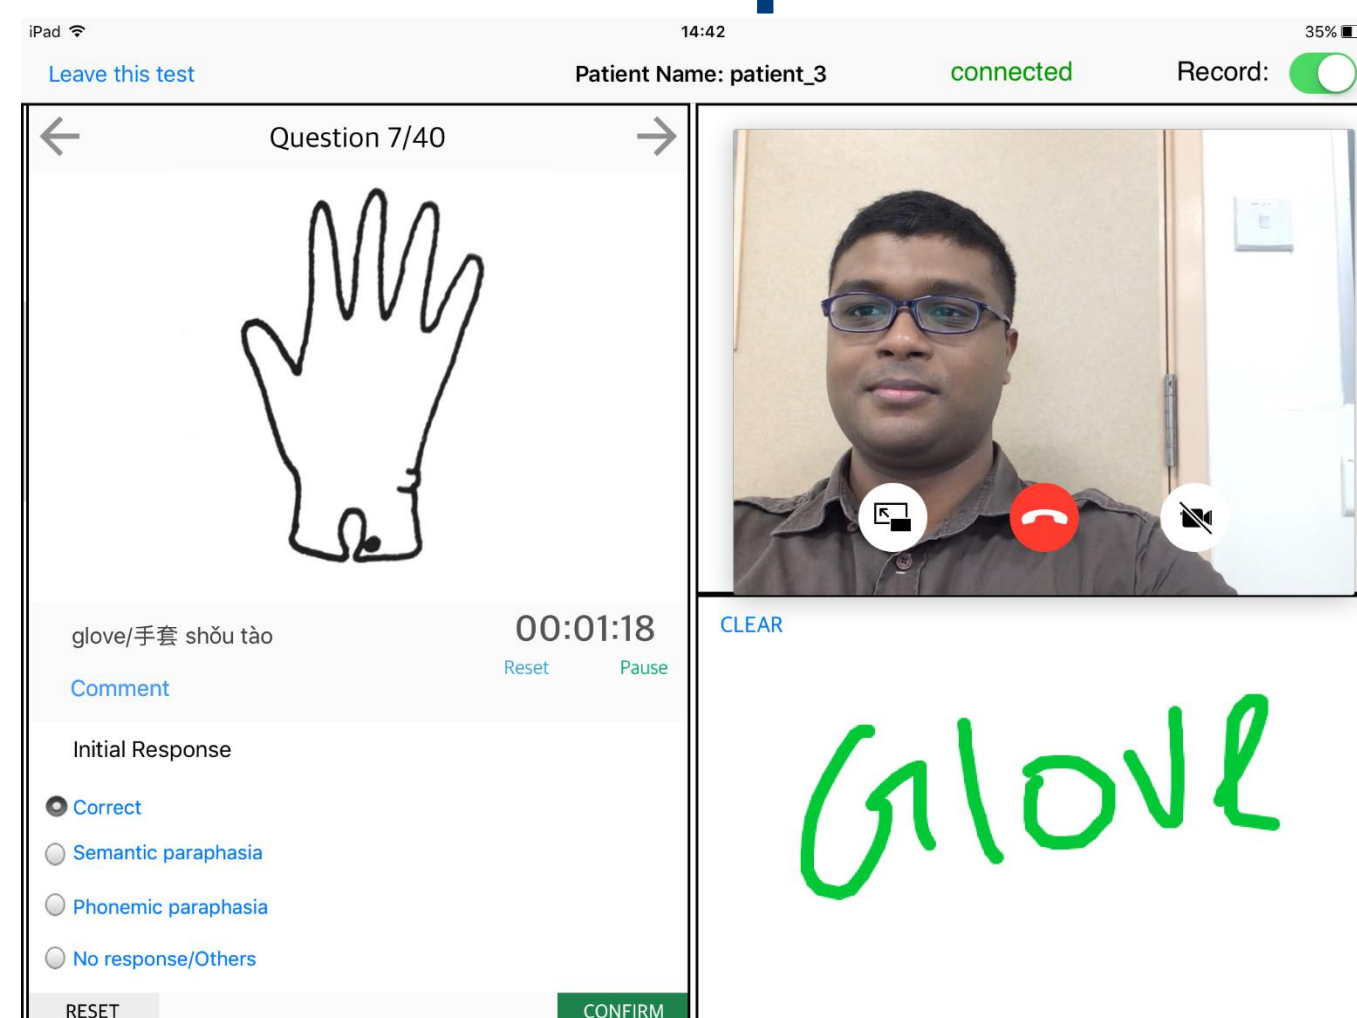 iPad 14:42 35%
Leave this test Patient Name: patient_3 connected Record:
Question 7/40
glove/手套 shǒu tào
00:01:18
Reset Pause
Comment
Initial Response
Correct
Semantic paraphasia
Phonemic paraphasia
No response/Others
RESET CONFIRM
CLEAR
Glove